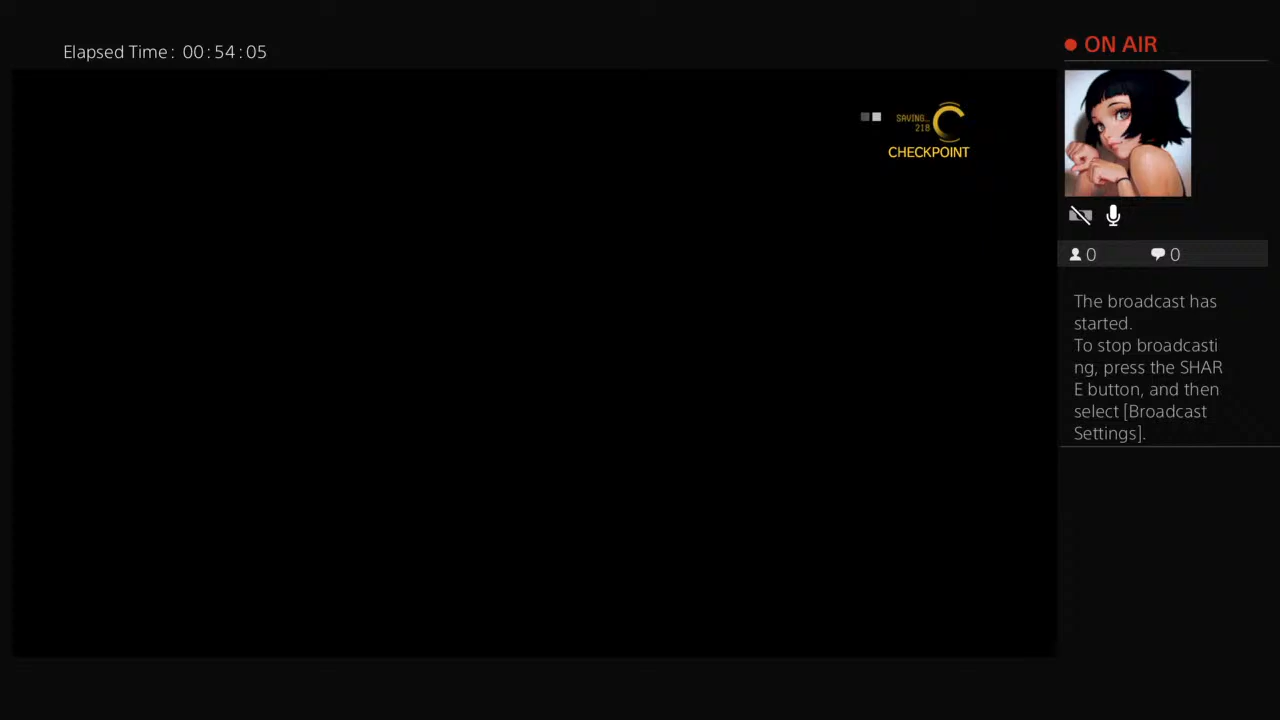 Elapsed Time: 00:54:05
ON AIR
SAVING...
218
CHECKPOINT
0
0
The broadcast has
started.
To stop broadcasti
ng, press the SHAR
E button, and then
select [Broadcast
Settings].